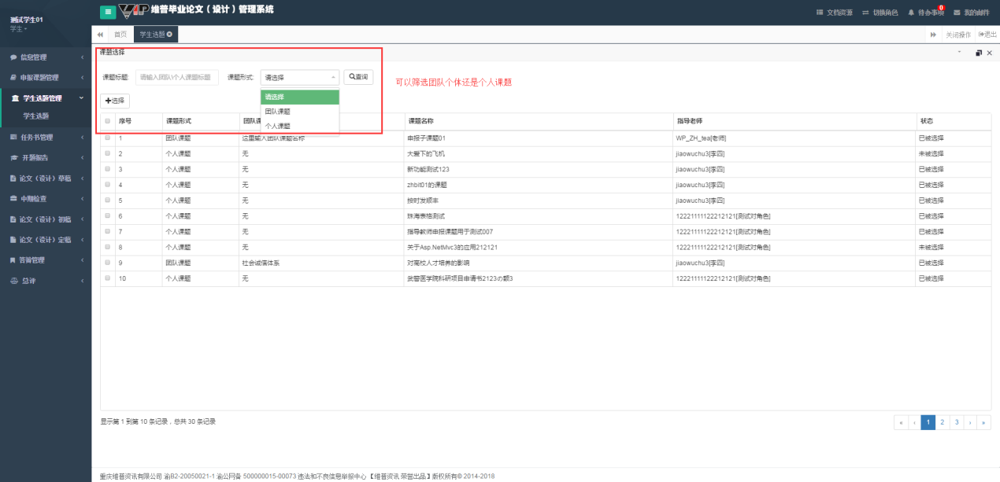 测试学生01
学生
信息管理
申报课题管理
学生选题管理
学生选题
任务书管理
开题报告
论文（设计）草稿
中期检查
论文（设计）初稿
论文（设计）定稿
答辩管理
总评
VIP 维普毕业论文（设计）管理系统
文档资源 切换角色 待办事项 0 我的邮件
首页 学生选题 关闭操作 退出
课题选择
课题标题: 请输入团队/个人课题标题 课题形式: 请选择 查询
可以筛选团队个体还是个人课题
选择
请选择
团队课题
个人课题
序号 课题形式 团队课 课题名称 指导老师 状态
1 团队课题 这里输入团队课题名称 申报子课题01 WP_ZH_tea[老师] 已被选择
2 个人课题 无 大爱下的飞机 jiaowuchu3[李四] 未被选择
3 个人课题 无 新功能测试123 jiaowuchu3[李四] 已被选择
4 个人课题 无 zhbit01的课题 jiaowuchu3[李四] 已被选择
5 个人课题 无 按时发顺丰 jiaowuchu3[李四] 已被选择
6 个人课题 无 珠海表格测试 12221111122212121[测试对角色] 已被选择
7 个人课题 无 指导教师申报课题用于测试007 12221111122212121[测试对角色] 已被选择
8 个人课题 无 关于Asp.NetMvc3的应用212121 12221111122212121[测试对角色] 未被选择
9 团队课题 社会诚信体系 对高校人才培养的影响 jiaowuchu3[李四] 已被选择
10 个人课题 无 武警医学院科研项目申请书2123の额3 12221111122212121[测试对角色] 已被选择
显示第 1 到第 10 条记录，总共 30 条记录
« ‹ 1 2 3 › »
重庆维普资讯有限公司 渝B2-20050021-1 渝公网备 500000015-00073 违法和不良信息举报中心 【维普资讯 荣誉出品】版权所有© 2014-2018